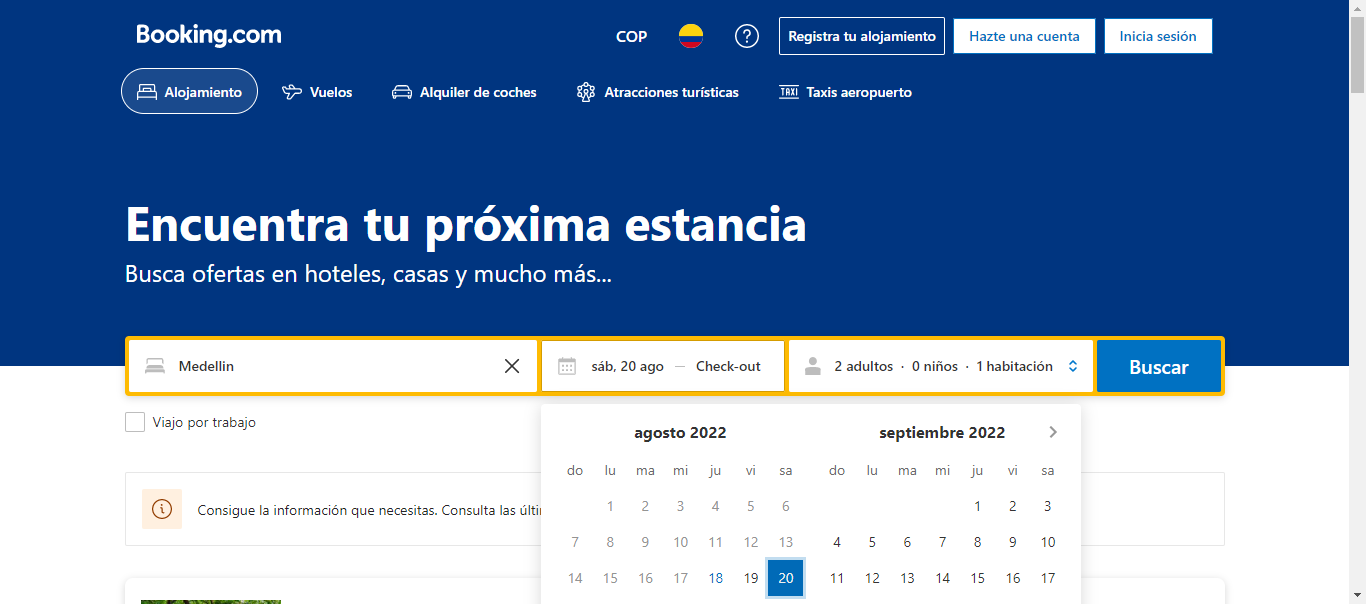 Booking.com
COP
?
Registra tu alojamiento
Hazte una cuenta
Inicia sesión
Alojamiento
Vuelos
Alquiler de coches
Atracciones turísticas
TAXI
Taxis aeropuerto
Encuentra tu próxima estancia
Busca ofertas en hoteles, casas y mucho más...
Medellin
sáb, 20 ago — Check-out
2 adultos · 0 niños · 1 habitación
Buscar
Viajo por trabajo
agosto 2022
do lu ma mi ju vi sa
1 2 3 4 5 6
7 8 9 10 11 12 13
14 15 16 17 18 19 20
septiembre 2022
do lu ma mi ju vi sa
1 2 3
4 5 6 7 8 9 10
11 12 13 14 15 16 17
Consigue la información que necesitas. Consulta las últi